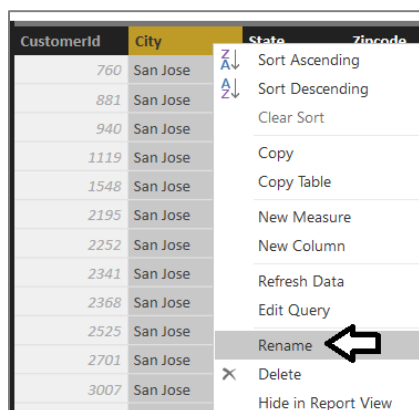 CustomerId City State Zipcode
760 San Jose
881 San Jose
940 San Jose
1119 San Jose
1548 San Jose
2195 San Jose
2252 San Jose
2341 San Jose
2368 San Jose
2525 San Jose
2701 San Jose
3007 San Jose
Z A Sort Ascending
A Z Sort Descending
Clear Sort
Copy
Copy Table
New Measure
New Column
Refresh Data
Edit Query
Rename
Delete
Hide in Report View